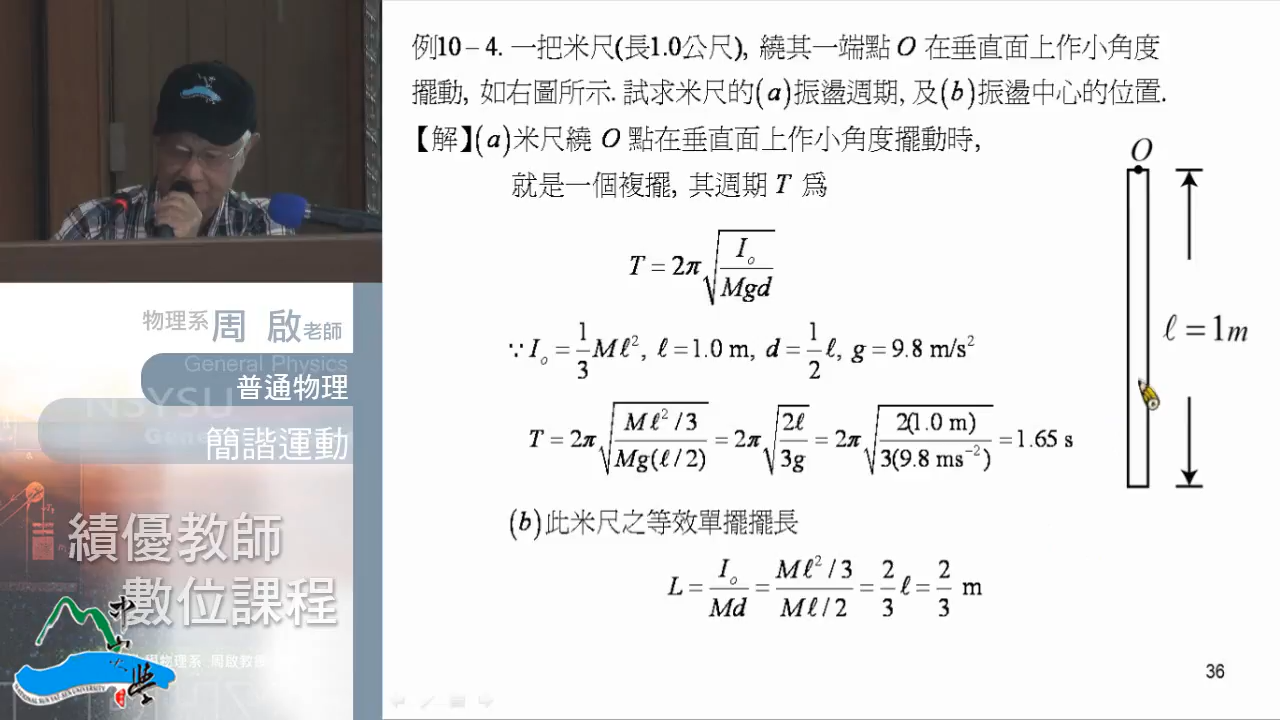 例10－4. 一把米尺(長1.0公尺), 繞其一端點 O 在垂直面上作小角度
擺動, 如右圖所示. 試求米尺的(a)振盪週期, 及(b)振盪中心的位置.
【解】(a)米尺繞 O 點在垂直面上作小角度擺動時,
就是一個複擺, 其週期 T 爲
T = 2π√(I₀/Mgd)
∵ I₀ = 1/3 Mℓ², ℓ = 1.0 m, d = 1/2 ℓ, g = 9.8 m/s²
T = 2π√(Mℓ²/3 / Mg(ℓ/2)) = 2π√(2ℓ/3g) = 2π√(2(1.0 m)/3(9.8 ms⁻²)) = 1.65 s
(b)此米尺之等效單擺擺長
L = I₀/Md = (Mℓ²/3)/(Mℓ/2) = 2/3 ℓ = 2/3 m
O
ℓ = 1m
36
物理系周 啟老師
General Physics
普通物理
NSYSU
簡諧運動
績優教師
數位課程
NATIONAL SUN YAT-SEN UNIVERSITY